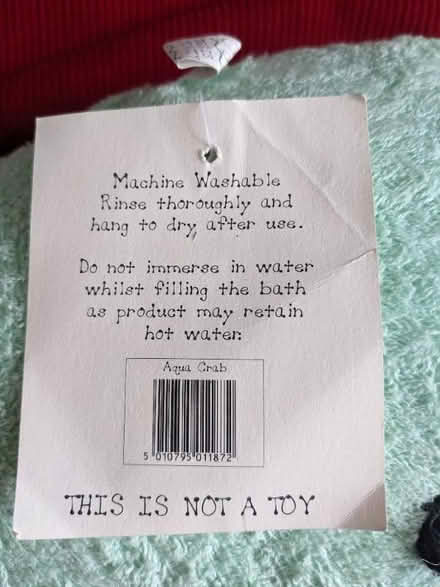 Machine Washable
Rinse thoroughly and
hang to dry after use.
Do not immerse in water
whilst filling the bath
as product may retain
hot water.
Aqua Crab
5 010795 011872
THIS IS NOT A TOY